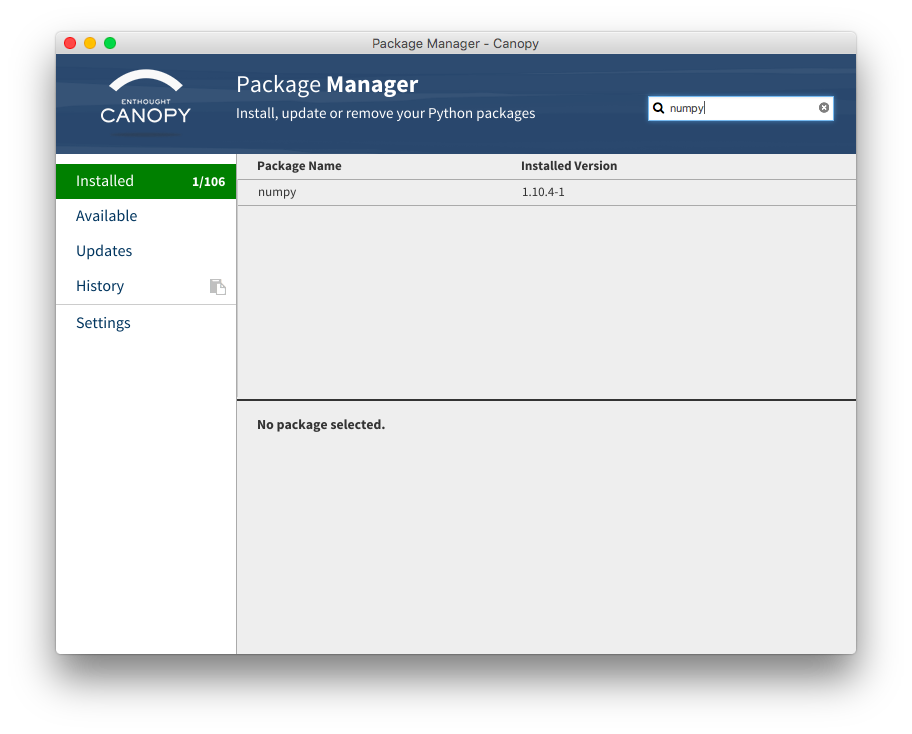 Package Manager - Canopy
ENTHOUGHT
CANOPY
Package Manager
Install, update or remove your Python packages
numpy
Installed 1/106
Available
Updates
History
Settings
Package Name Installed Version
numpy 1.10.4-1
No package selected.